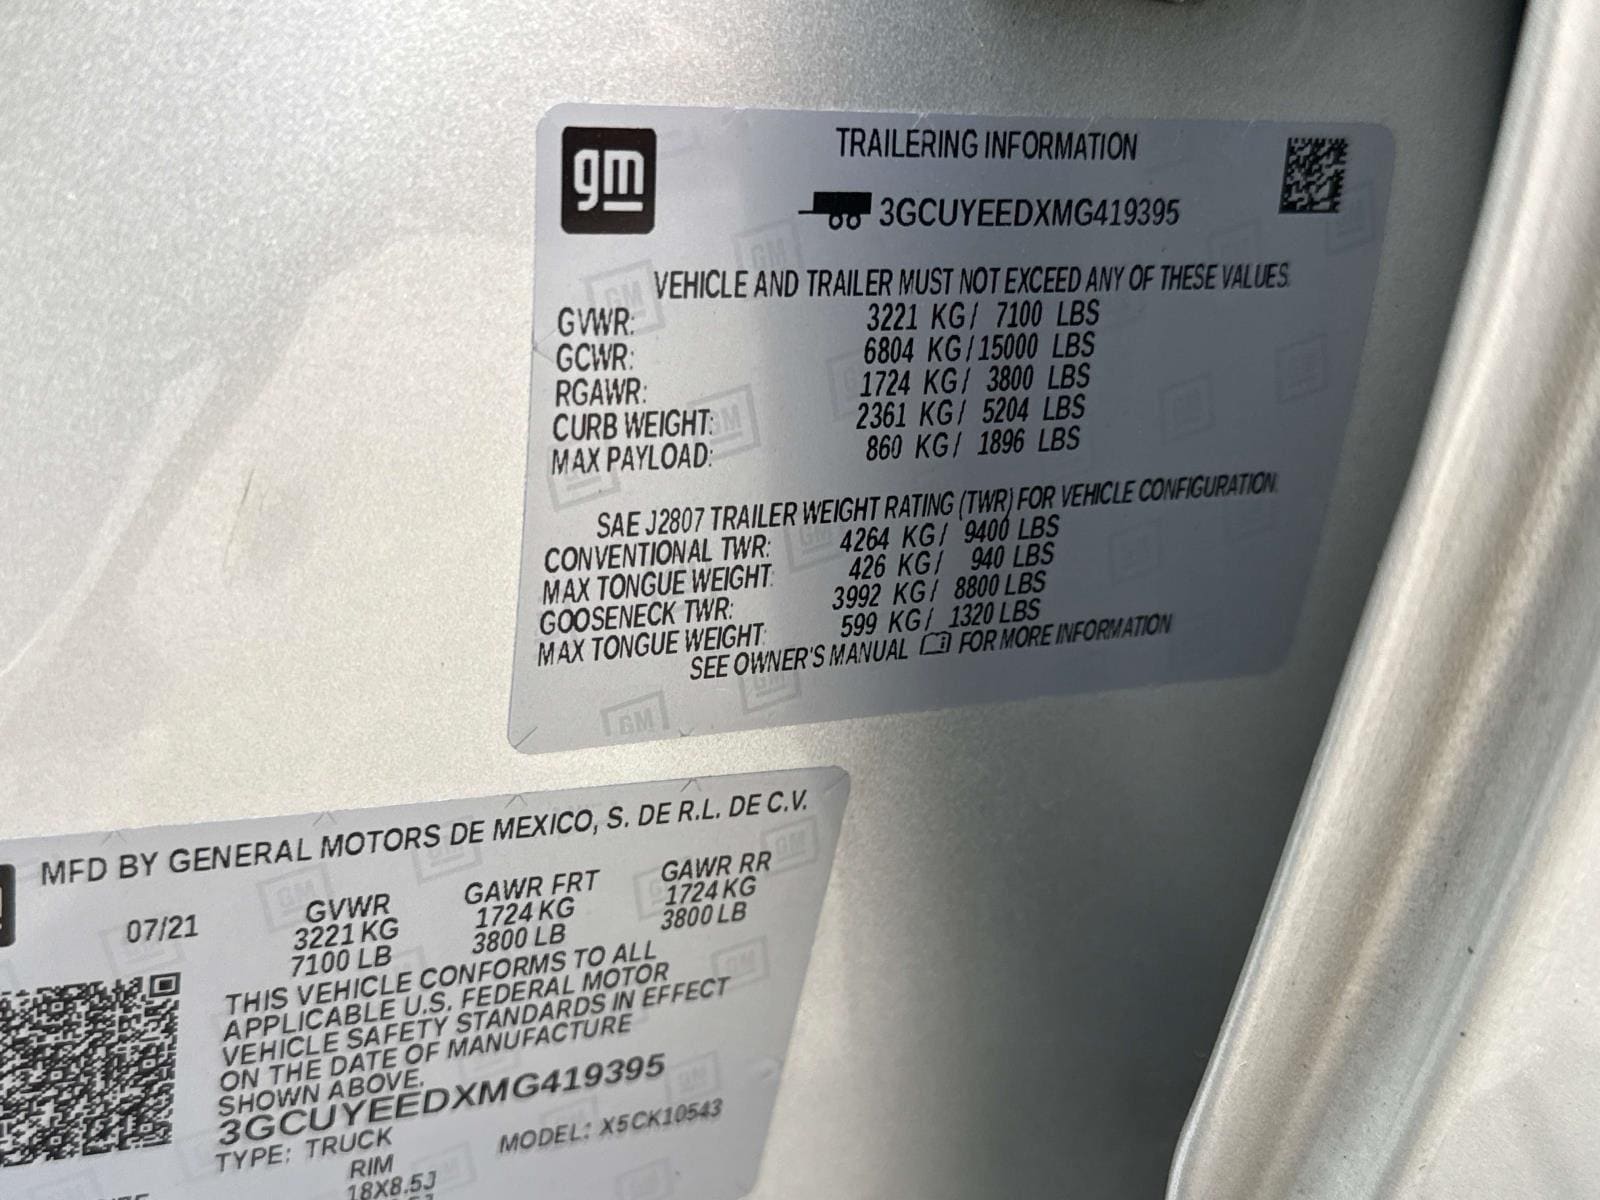 gm
TRAILERING INFORMATION
3GCUYEEDXMG419395
VEHICLE AND TRAILER MUST NOT EXCEED ANY OF THESE VALUES.
GVWR: 3221 KG/ 7100 LBS
GCWR: 6804 KG/15000 LBS
RGAWR: 1724 KG/ 3800 LBS
CURB WEIGHT: 2361 KG/ 5204 LBS
MAX PAYLOAD: 860 KG/ 1896 LBS
SAE J2807 TRAILER WEIGHT RATING (TWR) FOR VEHICLE CONFIGURATION.
CONVENTIONAL TWR: 4264 KG/ 9400 LBS
MAX TONGUE WEIGHT: 426 KG/ 940 LBS
GOOSENECK TWR: 3992 KG/ 8800 LBS
MAX TONGUE WEIGHT: 599 KG/ 1320 LBS
SEE OWNER'S MANUAL FOR MORE INFORMATION
MFD BY GENERAL MOTORS DE MEXICO, S. DE R.L. DE C.V.
07/21 GVWR GAWR FRT GAWR RR
3221 KG 1724 KG 1724 KG
7100 LB 3800 LB 3800 LB
THIS VEHICLE CONFORMS TO ALL
APPLICABLE U.S. FEDERAL MOTOR
VEHICLE SAFETY STANDARDS IN EFFECT
ON THE DATE OF MANUFACTURE
SHOWN ABOVE.
3GCUYEEDXMG419395
TYPE: TRUCK MODEL: X5CK10543
RIM
18X8.5J